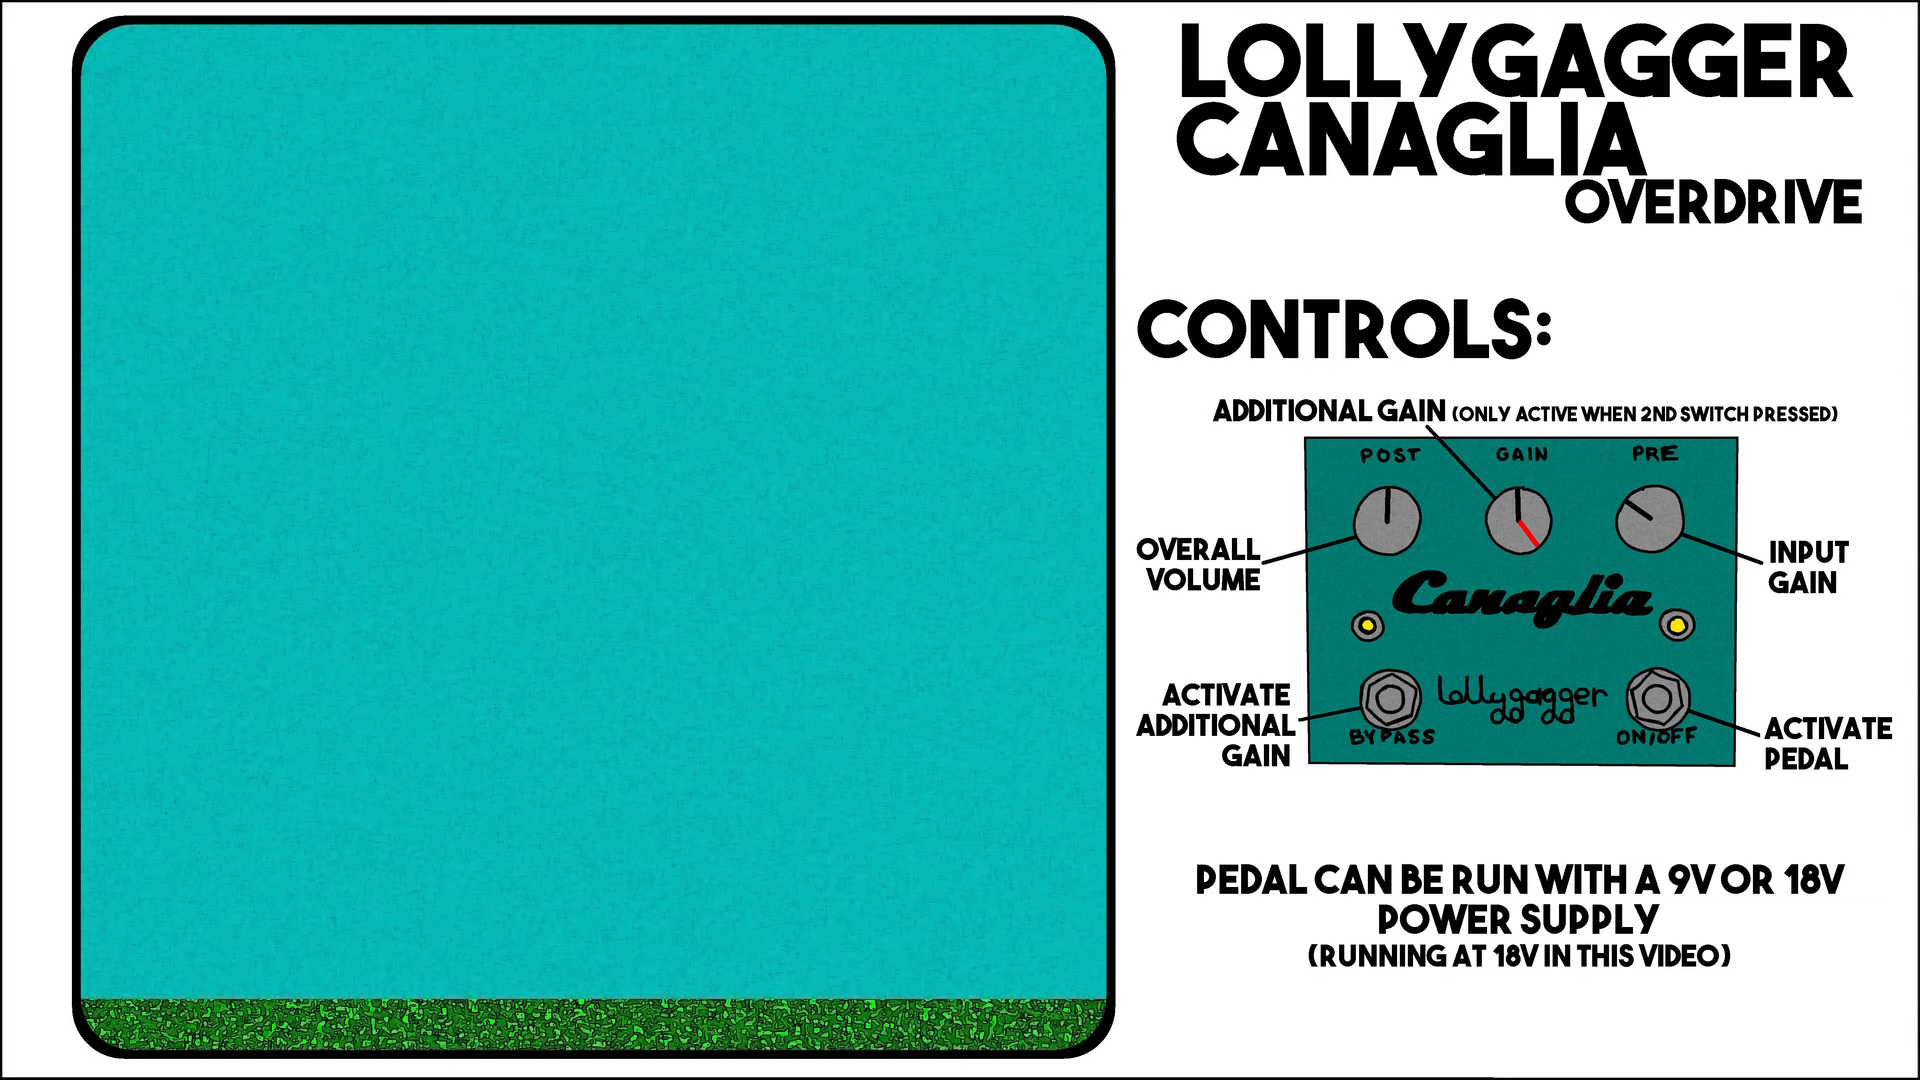 LOLLYGAGGER
CANAGLIA
OVERDRIVE
CONTROLS:
ADDITIONAL GAIN (ONLY ACTIVE WHEN 2ND SWITCH PRESSED)
POST GAIN PRE
OVERALL
VOLUME
INPUT
GAIN
Canaglia
lollygagger
ACTIVATE
ADDITIONAL
GAIN
BYPASS
ON/OFF
ACTIVATE
PEDAL
PEDAL CAN BE RUN WITH A 9V OR 18V
POWER SUPPLY
(RUNNING AT 18V IN THIS VIDEO)